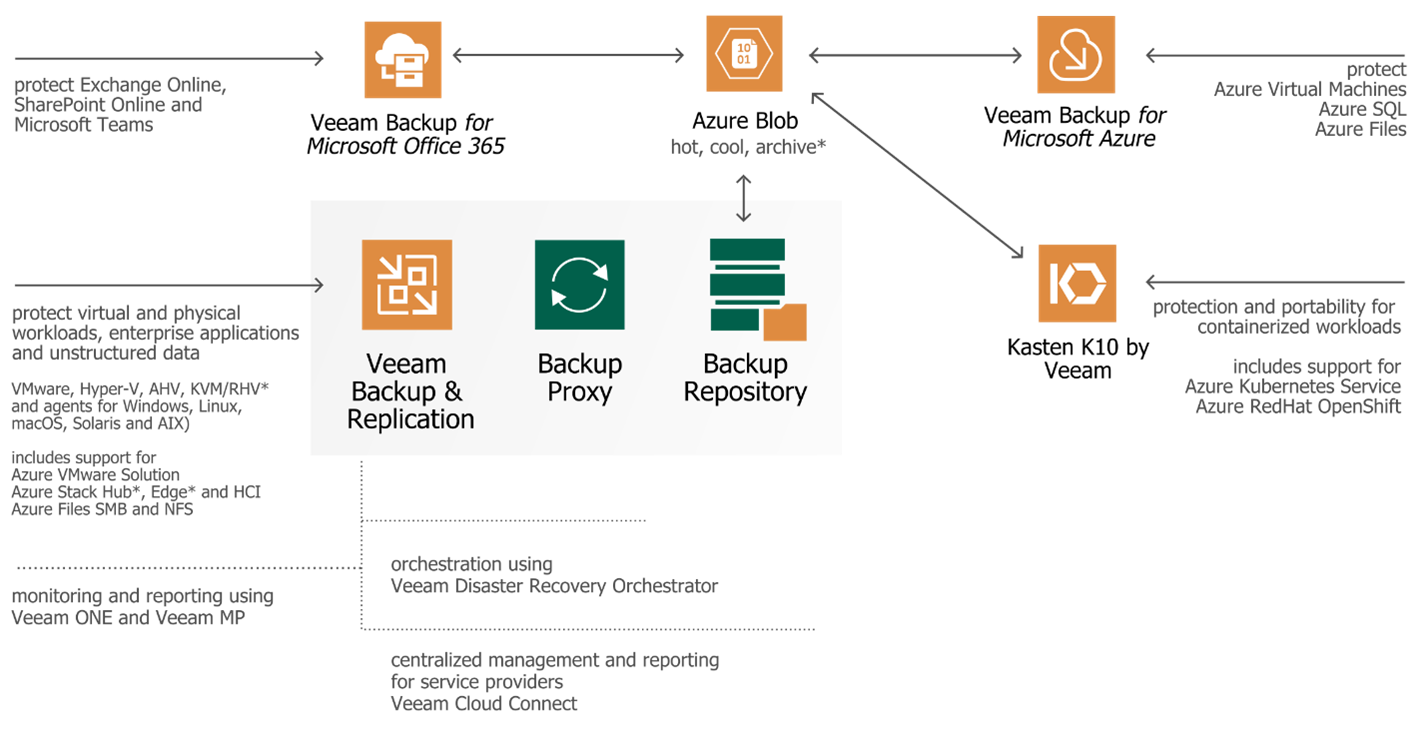 protect Exchange Online,
SharePoint Online and
Microsoft Teams
Veeam Backup for
Microsoft Office 365
10
01
Azure Blob
hot, cool, archive*
Veeam Backup for
Microsoft Azure
protect
Azure Virtual Machines
Azure SQL
Azure Files
protect virtual and physical
workloads, enterprise applications
and unstructured data
VMware, Hyper-V, AHV, KVM/RHV*
and agents for Windows, Linux,
macOS, Solaris and AIX)
includes support for
Azure VMware Solution
Azure Stack Hub*, Edge* and HCI
Azure Files SMB and NFS
Veeam
Backup &
Replication
Backup
Proxy
Backup
Repository
K
Kasten K10 by
Veeam
protection and portability for
containerized workloads
includes support for
Azure Kubernetes Service
Azure RedHat OpenShift
monitoring and reporting using
Veeam ONE and Veeam MP
orchestration using
Veeam Disaster Recovery Orchestrator
centralized management and reporting
for service providers
Veeam Cloud Connect